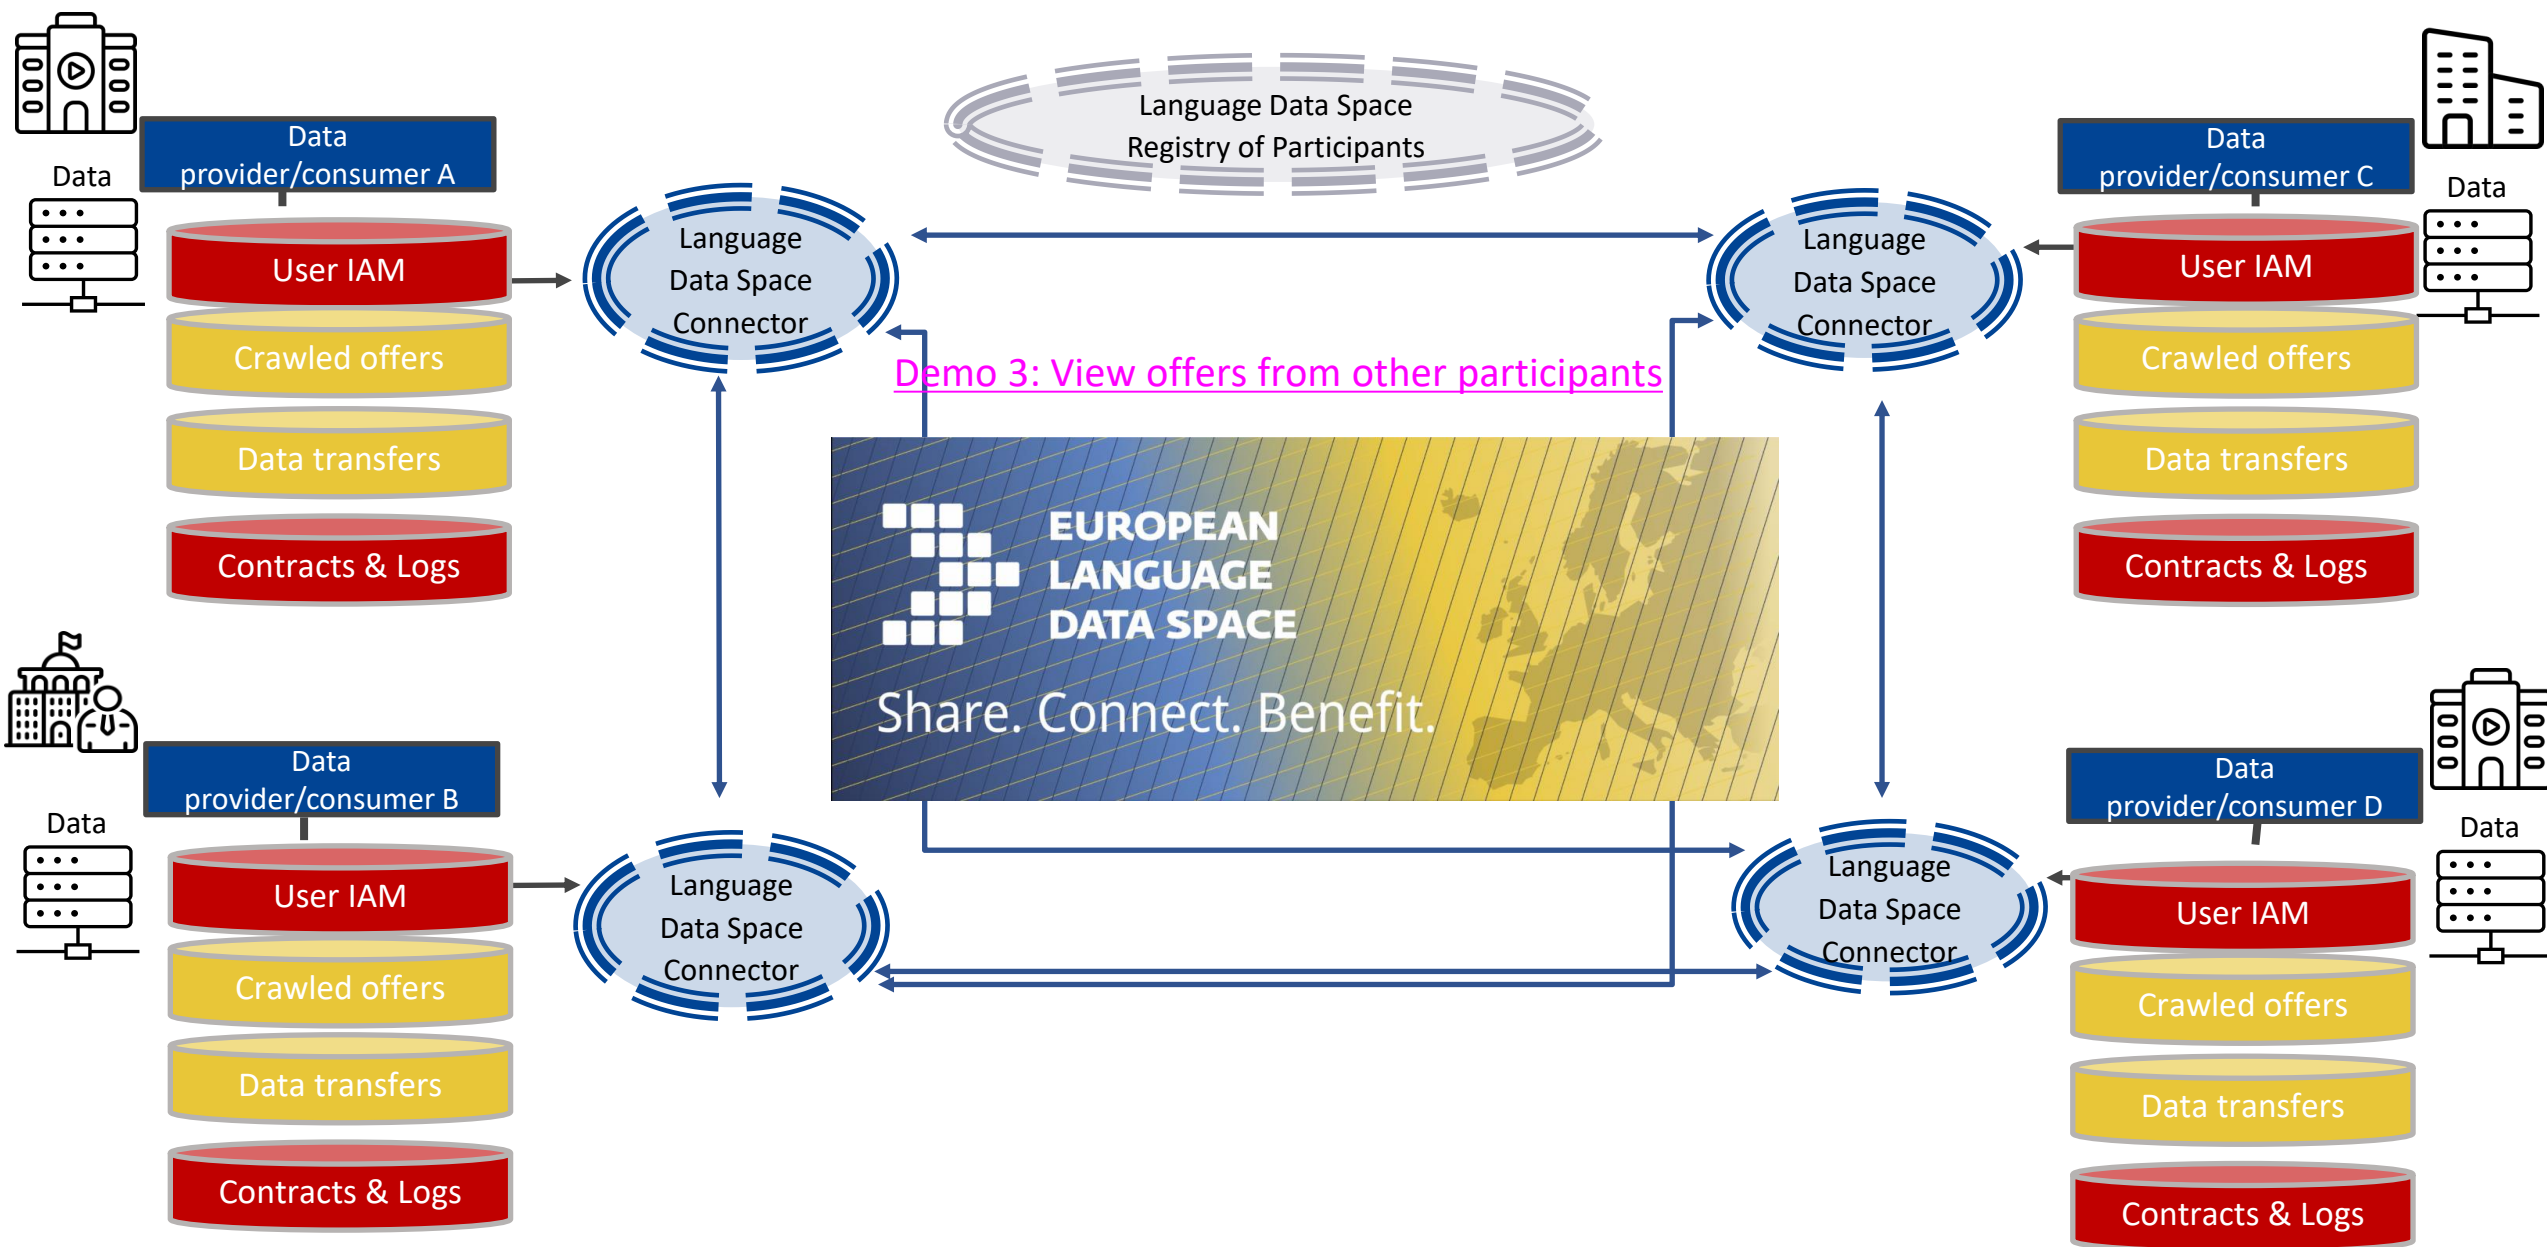 Language Data Space
Registry of Participants
Data
provider/consumer A
Data
User IAM
Crawled offers
Data transfers
Contracts & Logs
Language
Data Space
Connector
Data
provider/consumer C
Data
User IAM
Crawled offers
Data transfers
Contracts & Logs
Language
Data Space
Connector
Demo 3: View offers from other participants
EUROPEAN
LANGUAGE
DATA SPACE
Share. Connect. Benefit.
Data
provider/consumer B
Data
User IAM
Crawled offers
Data transfers
Contracts & Logs
Language
Data Space
Connector
Data
provider/consumer D
Data
User IAM
Crawled offers
Data transfers
Contracts & Logs
Language
Data Space
Connector